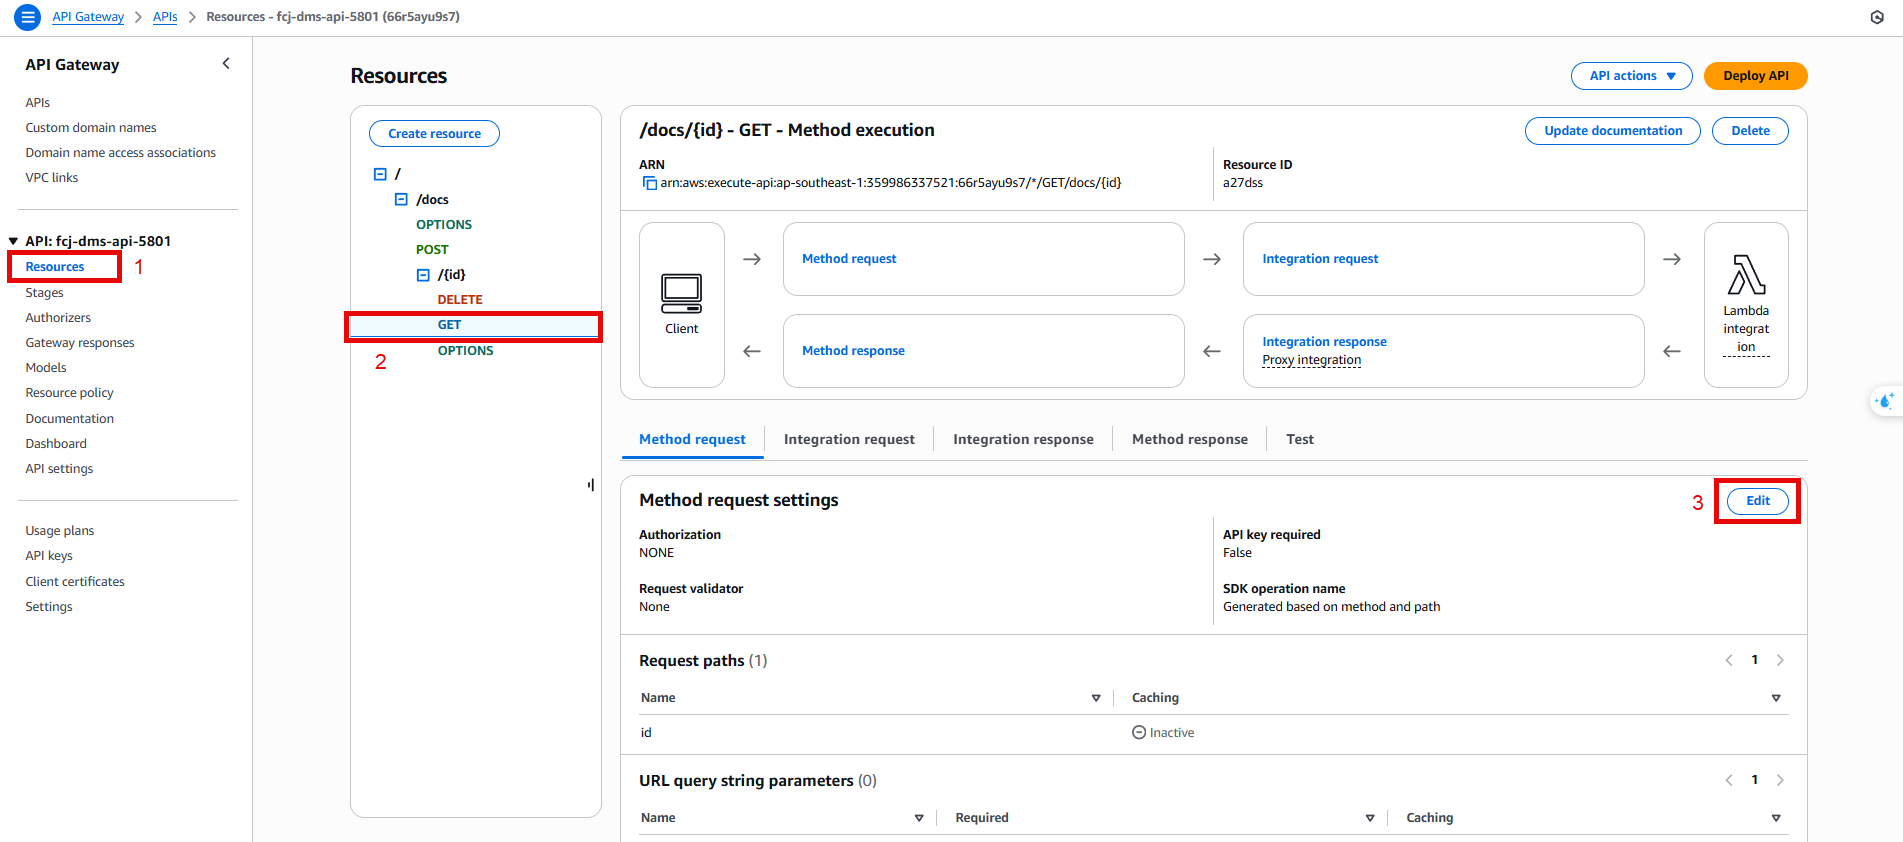 API Gateway > APIs > Resources - fcj-dms-api-5801 (66r5ayu9s7)
API Gateway
APIs
Custom domain names
Domain name access associations
VPC links
API: fcj-dms-api-5801
Resources
1
Stages
Authorizers
Gateway responses
Models
Resource policy
Documentation
Dashboard
API settings
Usage plans
API keys
Client certificates
Settings
Resources
API actions
Deploy API
Create resource
/
/docs
OPTIONS
POST
/{id}
DELETE
GET
2
OPTIONS
/docs/{id} - GET - Method execution
Update documentation
Delete
ARN
arn:aws:execute-api:ap-southeast-1:359986337521:66r5ayu9s7/*/GET/docs/{id}
Resource ID
a27dss
Client
Method request
Integration request
Method response
Integration response
Proxy integration
Lambda
integrat
ion
Method request
Integration request
Integration response
Method response
Test
Method request settings
3
Edit
Authorization
NONE
API key required
False
Request validator
None
SDK operation name
Generated based on method and path
Request paths (1)
1
Name
Caching
id
Inactive
URL query string parameters (0)
1
Name
Required
Caching